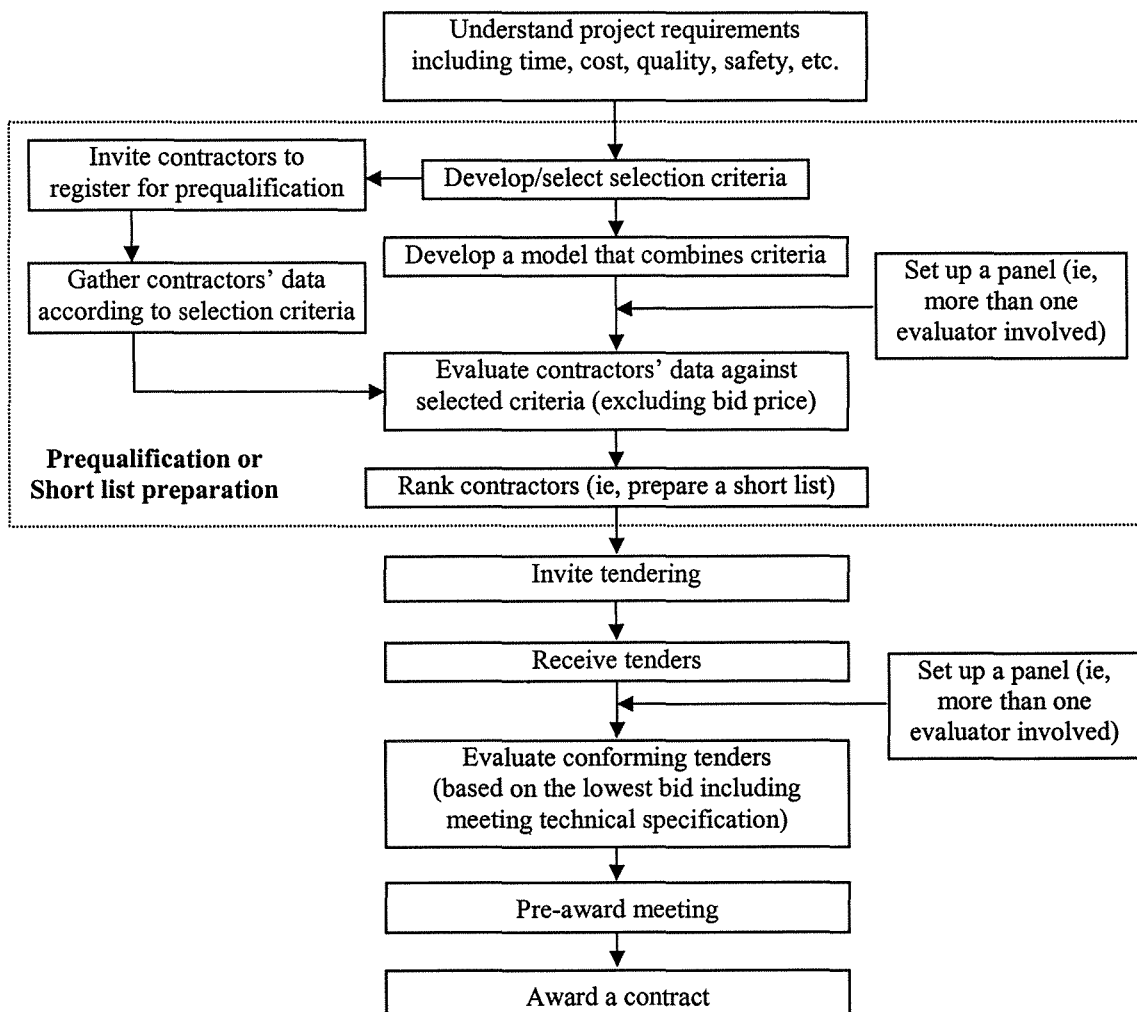 Understand project requirements
including time, cost, quality, safety, etc.
Invite contractors to
register for prequalification
Develop/select selection criteria
Develop a model that combines criteria
Gather contractors’ data
according to selection criteria
Set up a panel (ie,
more than one
evaluator involved)
Evaluate contractors’ data against
selected criteria (excluding bid price)
Prequalification or
Short list preparation
Rank contractors (ie, prepare a short list)
Invite tendering
Receive tenders
Set up a panel (ie,
more than one
evaluator involved)
Evaluate conforming tenders
(based on the lowest bid including
meeting technical specification)
Pre-award meeting
Award a contract